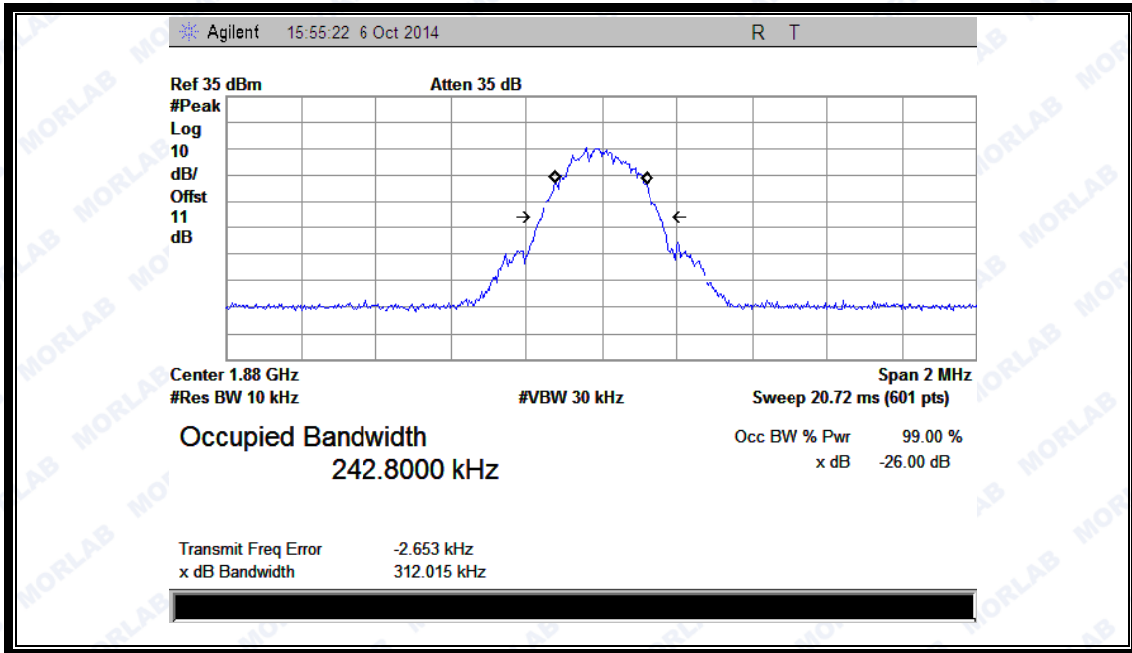 Agilent 15:55:22 6 Oct 2014 R T
Ref 35 dBm Atten 35 dB
#Peak
Log
10
dB/
Offst
11
dB
Center 1.88 GHz Span 2 MHz
#Res BW 10 kHz #VBW 30 kHz Sweep 20.72 ms (601 pts)
Occupied Bandwidth Occ BW % Pwr 99.00 %
242.8000 kHz x dB -26.00 dB
Transmit Freq Error -2.653 kHz
x dB Bandwidth 312.015 kHz
MORLAB